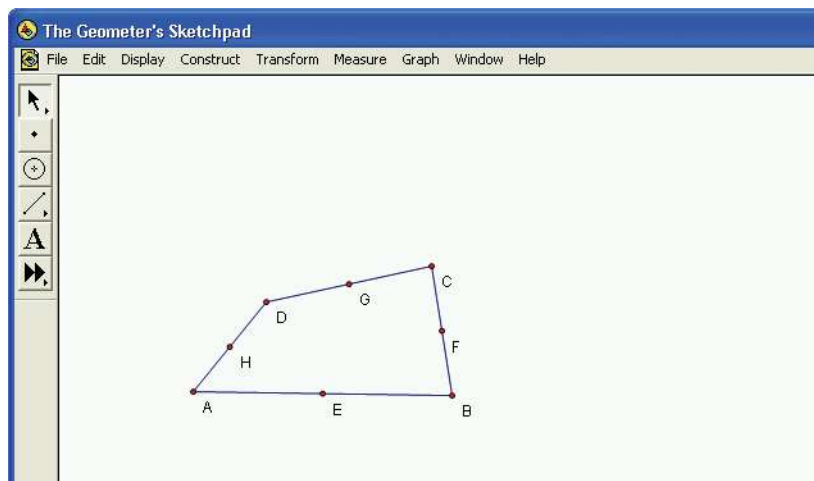 The Geometer's Sketchpad
File Edit Display Construct Transform Measure Graph Window Help
A
C
G
D
F
H
A
E
B